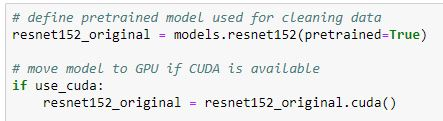 # define pretrained model used for cleaning data
resnet152_original = models.resnet152(pretrained=True)
# move model to GPU if CUDA is available
if use_cuda:
resnet152_original = resnet152_original.cuda()